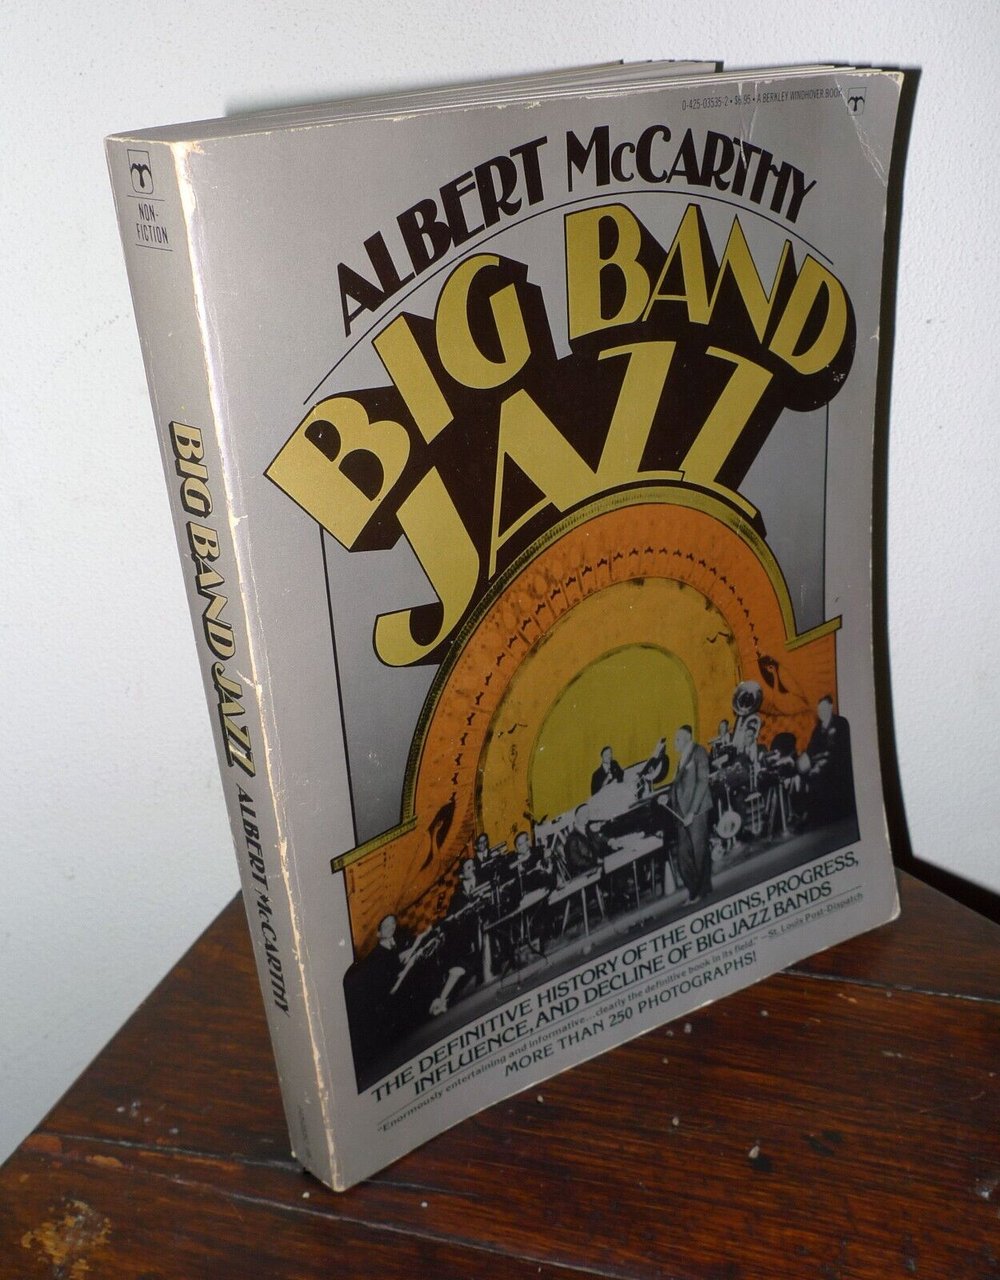 0-425-03535-2 • $8.95 • A BERKLEY WINDHOVER BOOK
ALBERT McCARTHY
BIG BAND
JAZZ
THE DEFINITIVE HISTORY OF THE ORIGINS, PROGRESS,
INFLUENCE, AND DECLINE OF BIG JAZZ BANDS
"Enormously entertaining and informative...clearly the definitive book in its field."—St. Louis Post-Dispatch
MORE THAN 250 PHOTOGRAPHS!
NON-
FICTION
BIG BAND JAZZ ALBERT McCARTHY